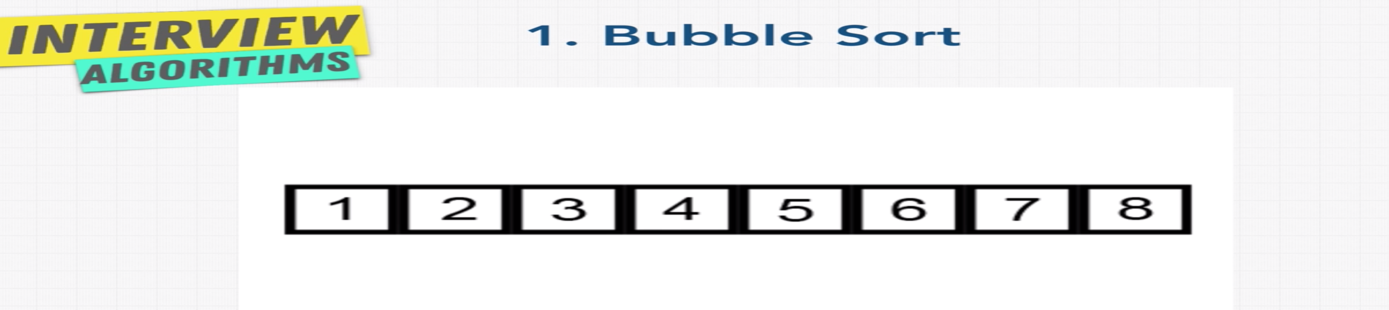 INTERVIEW
ALGORITHMS
1. Bubble Sort
1 2 3 4 5 6 7 8